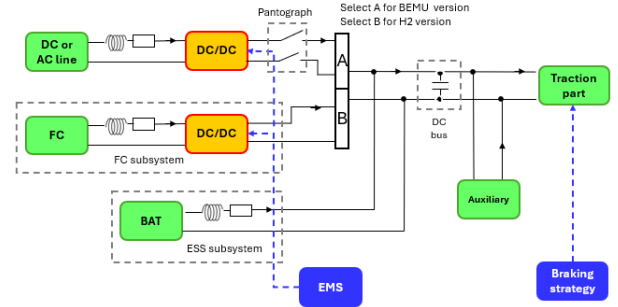 Pantograph
Select A for BEMU version
Select B for H2 version
DC or
AC line
DC/DC
A
B
DC
bus
Traction
part
FC
DC/DC
FC subsystem
Auxiliary
BAT
ESS subsystem
EMS
Braking
strategy